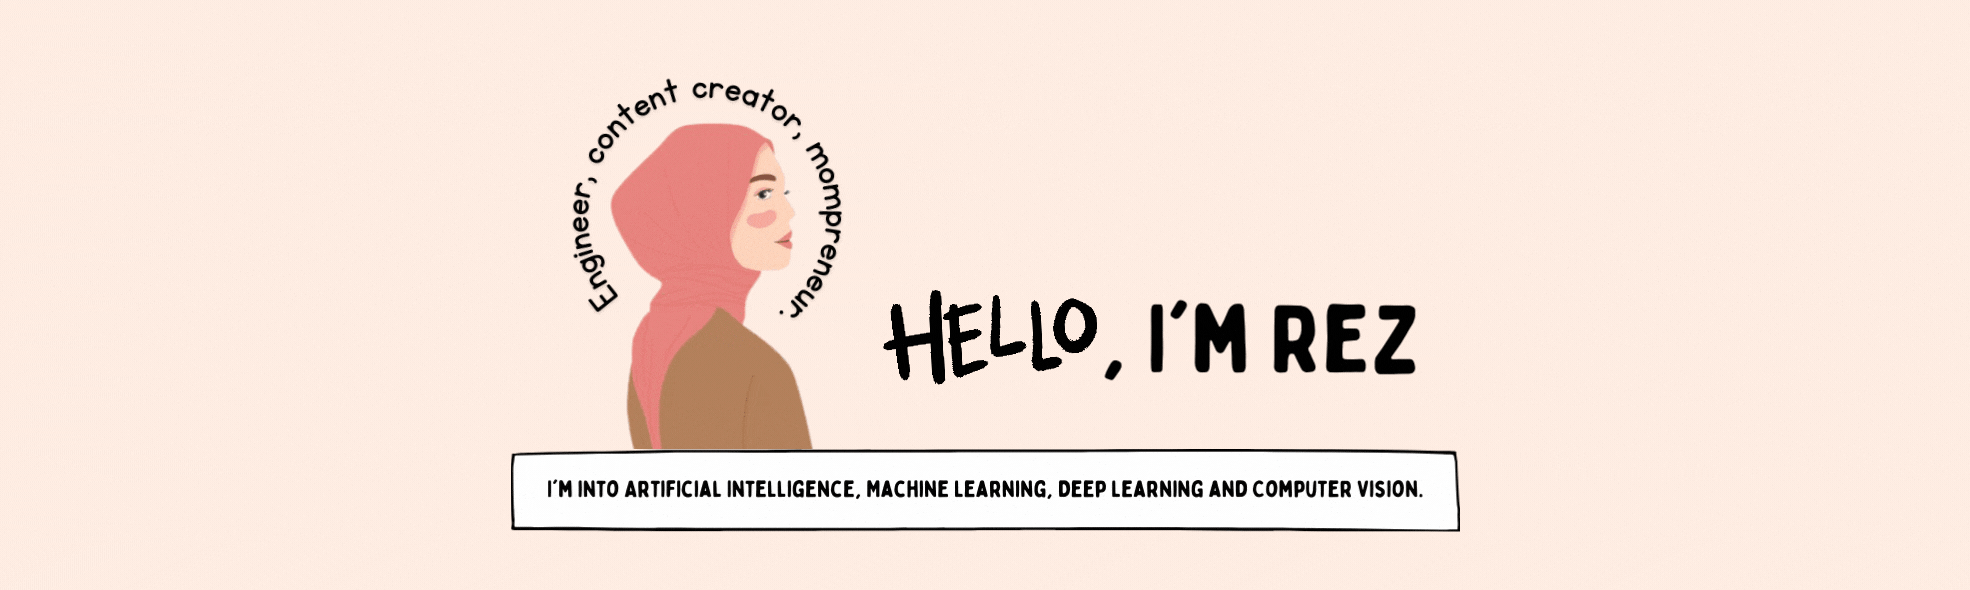 Engineer, content creator, mompreneur.
HELLO, I'M REZ
I'M INTO ARTIFICIAL INTELLIGENCE, MACHINE LEARNING, DEEP LEARNING AND COMPUTER VISION.